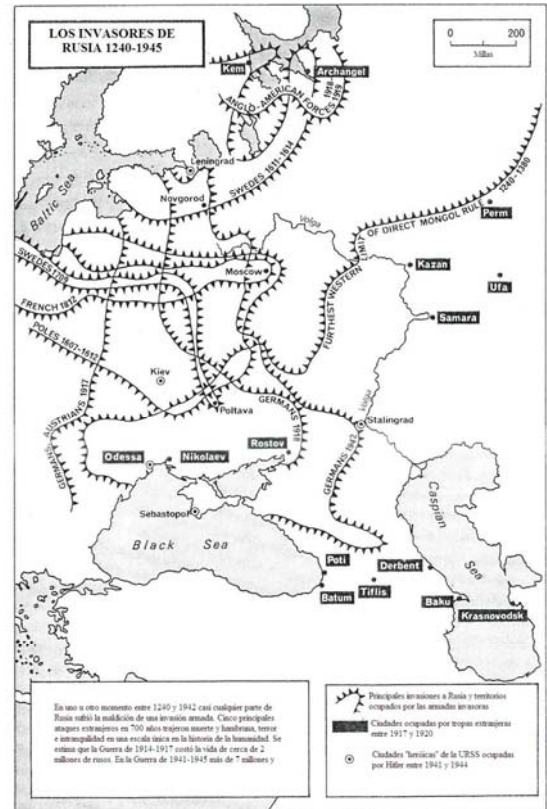 LOS INVASORES DE
RUSIA 1240-1945
0 200
Millas
Kem
Archangel
ANGLO-AMERICAN FORCES 1918-1919
Leningrad
SWEDES 1611-1614
Novgorod
Baltic Sea
FURTHEST WESTERN LIMIT OF DIRECT MONGOL RULE 1240-1380
Perm
Volga
Kazan
Ufa
Moscow
SWEDES 1708
FRENCH 1812
Samara
POLES 1607-1612
Kiev
GERMANS, AUSTRIANS 1917
Poltava
GERMANS 1918
Volga
Stalingrad
GERMANS 1942
Rostov
Odessa
Nikolaev
Sebastopol
Black Sea
Caspian Sea
Poti
Batum
Tiflis
Derbent
Baku
Krasnovodsk
En uno u otro momento entre 1240 y 1942 casi cualquier parte de
Rusia sufrió la maldición de una invasión armada. Cinco principales
ataques extranjeros en 700 años trajeron muerte y hambruna, terror
e intranquilidad en una escala única en la historia de la humanidad. Se
estima que la Guerra de 1914-1917 costó la vida de cerca de 2
millones de rusos. En la Guerra de 1941-1945 más de 7 millones y
Principales invasiones a Rusia y territorios
ocupados por las armadas invasoras
Ciudades ocupadas por tropas extranjeras
entre 1917 y 1920
Ciudades "heróicas" de la URSS ocupadas
por Hitler entre 1941 y 1944